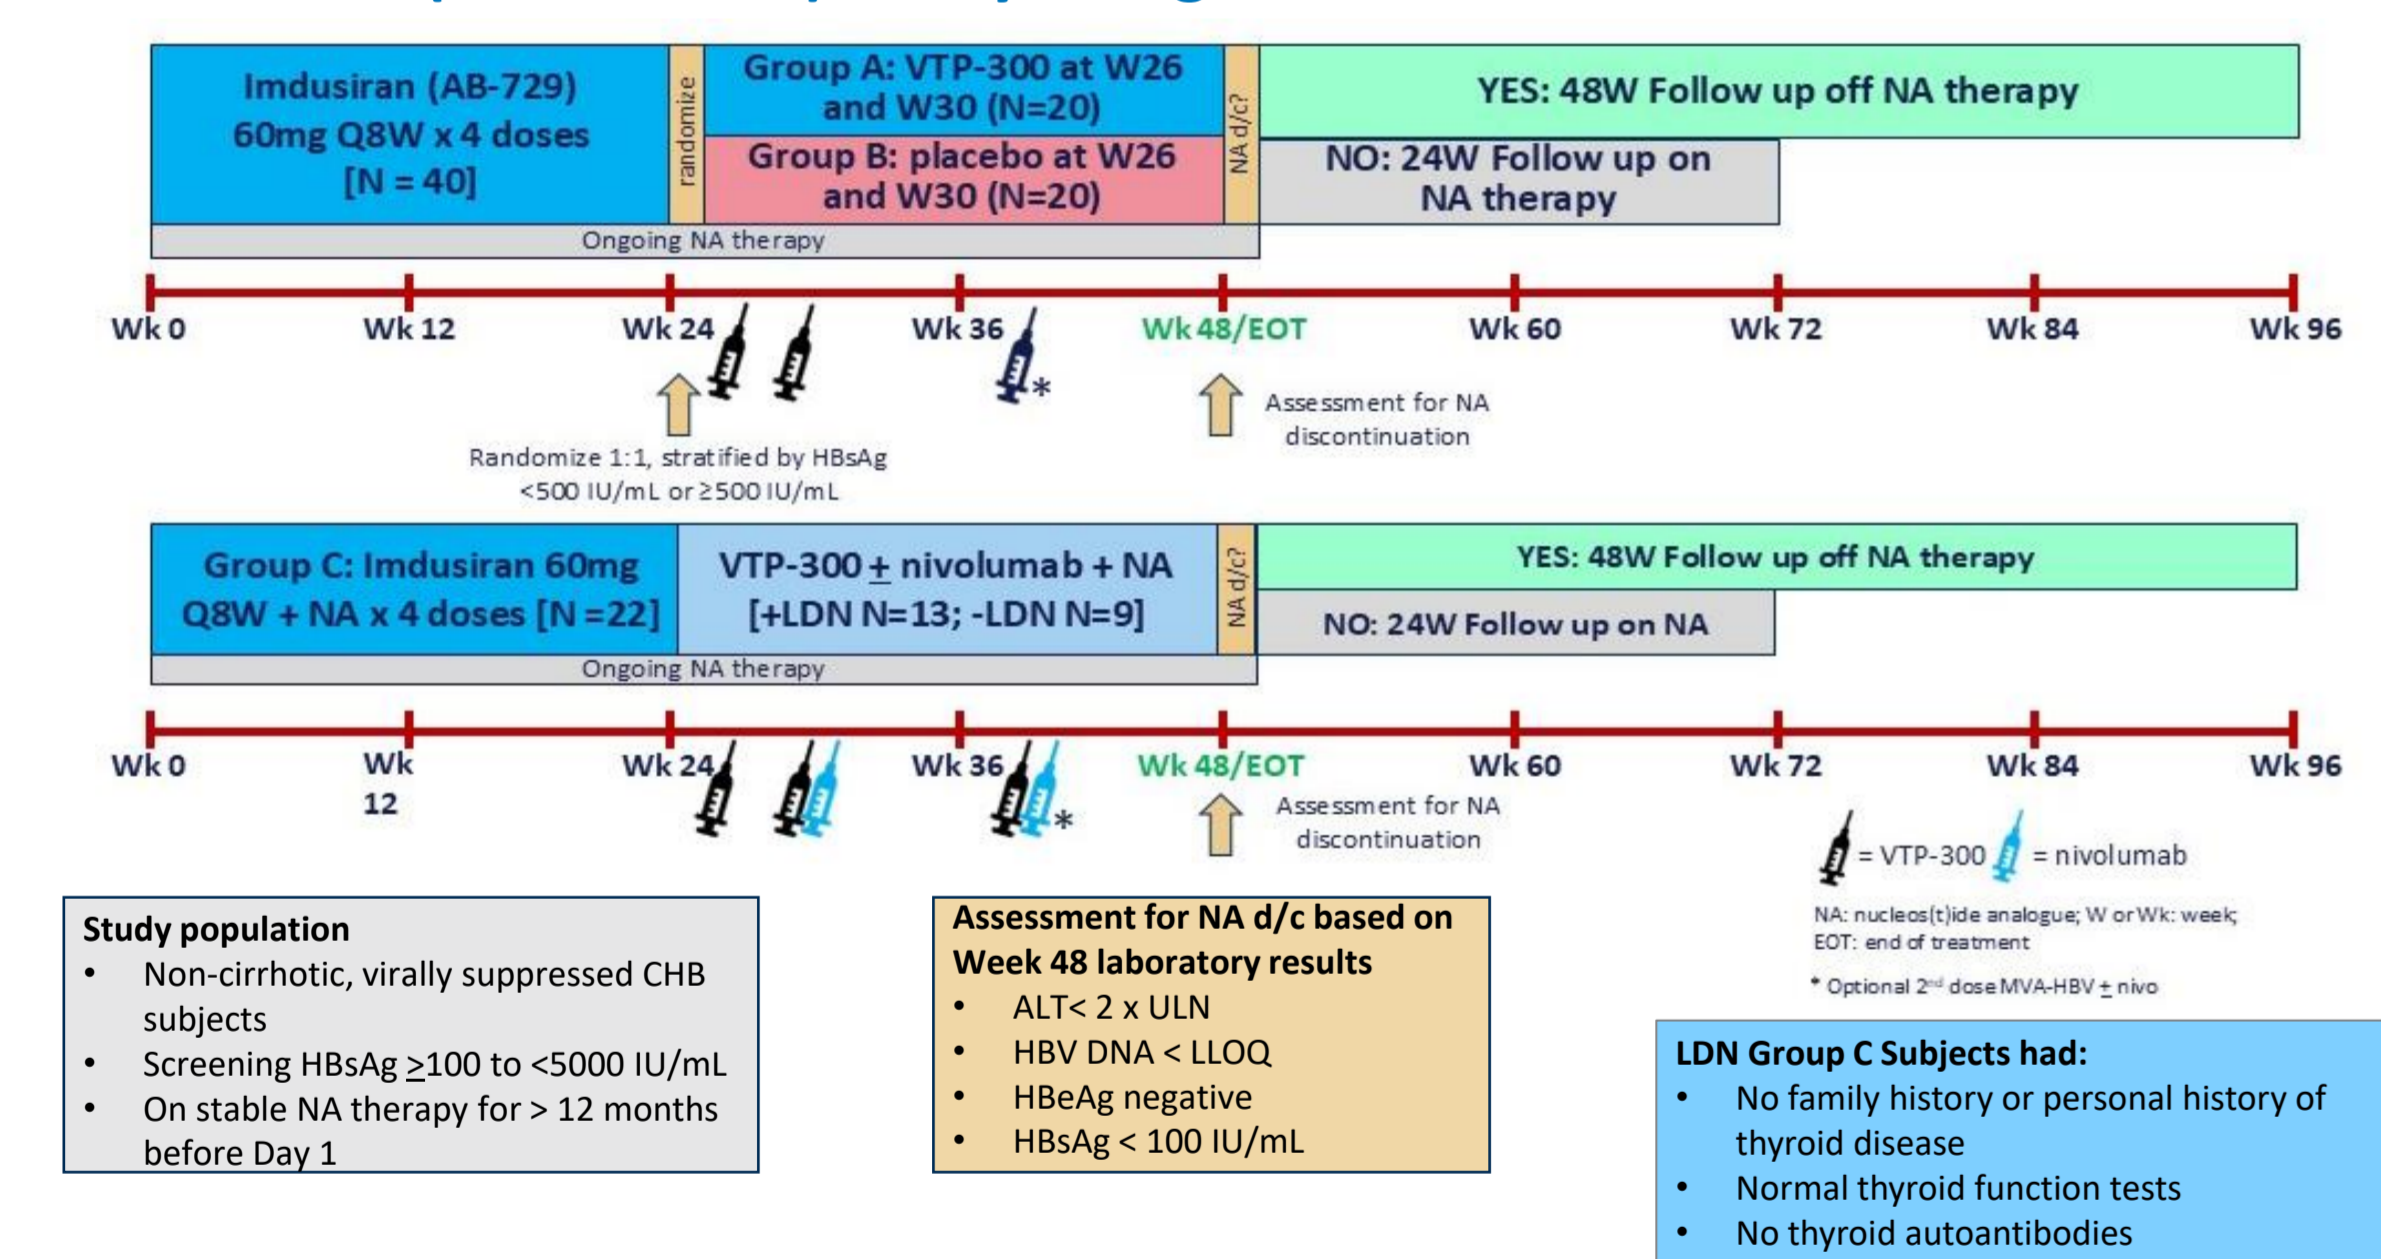 Imdusiran (AB-729)
60mg Q8W x 4 doses
[N = 40]
randomize
Group A: VTP-300 at W26
and W30 (N=20)
Group B: placebo at W26
and W30 (N=20)
NA d/c?
YES: 48W Follow up off NA therapy
NO: 24W Follow up on
NA therapy
Ongoing NA therapy
Wk 0
Wk 12
Wk 24
Wk 36
Wk 48/EOT
Wk 60
Wk 72
Wk 84
Wk 96
*
Randomize 1:1, stratified by HBsAg
<500 IU/mL or ≥500 IU/mL
Assessment for NA
discontinuation
Group C: Imdusiran 60mg
Q8W + NA x 4 doses [N =22]
VTP-300 ± nivolumab + NA
[+LDN N=13; -LDN N=9]
NA d/c?
YES: 48W Follow up off NA therapy
NO: 24W Follow up on NA
Ongoing NA therapy
Wk 0
Wk
12
Wk 24
Wk 36
Wk 48/EOT
Wk 60
Wk 72
Wk 84
Wk 96
*
Assessment for NA
discontinuation
= VTP-300
= nivolumab
NA: nucleos(t)ide analogue; W or Wk: week;
EOT: end of treatment
* Optional 2nd dose MVA-HBV ± nivo
Study population
• Non-cirrhotic, virally suppressed CHB
subjects
• Screening HBsAg ≥100 to <5000 IU/mL
• On stable NA therapy for > 12 months
before Day 1
Assessment for NA d/c based on
Week 48 laboratory results
• ALT< 2 x ULN
• HBV DNA < LLOQ
• HBeAg negative
• HBsAg < 100 IU/mL
LDN Group C Subjects had:
• No family history or personal history of
thyroid disease
• Normal thyroid function tests
• No thyroid autoantibodies